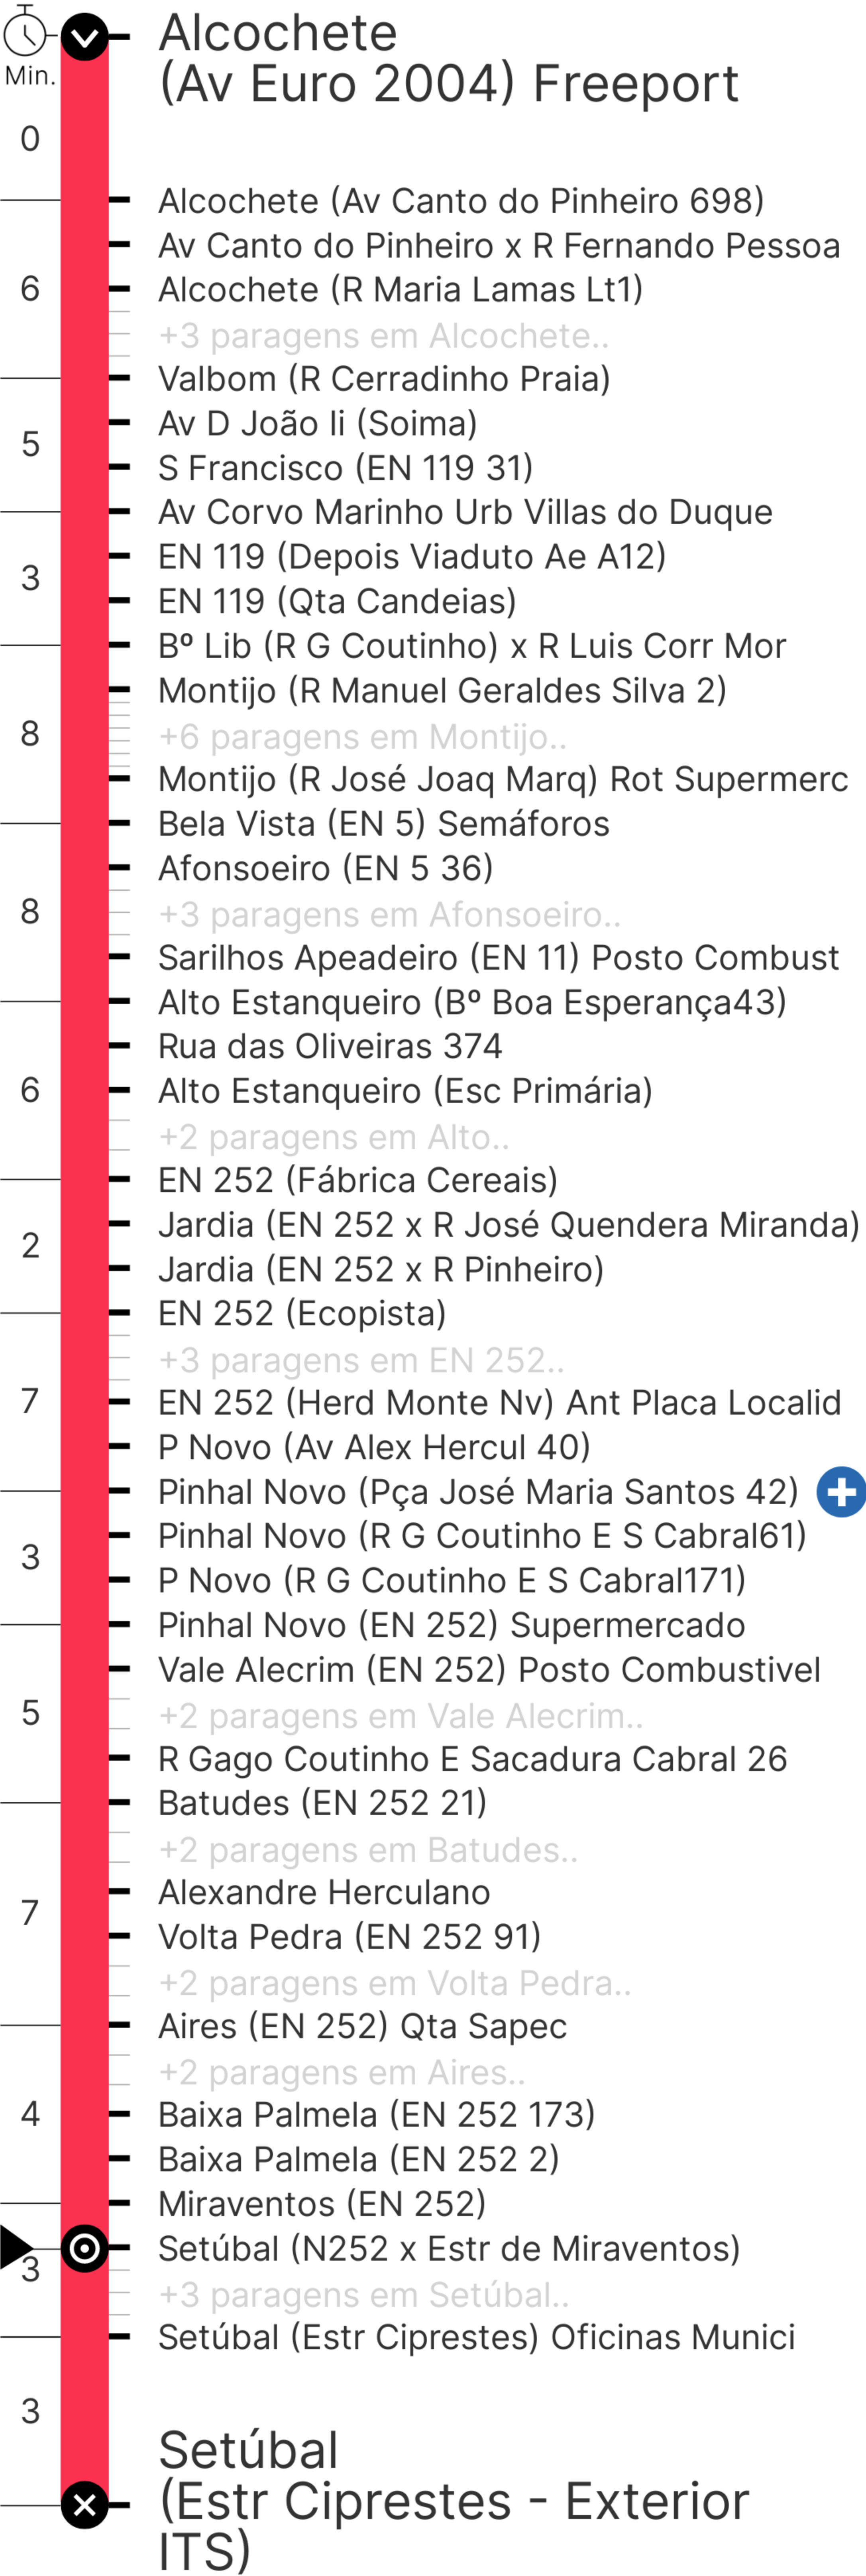 Alcochete
(Av Euro 2004) Freeport
Min.
0
Alcochete (Av Canto do Pinheiro 698)
Av Canto do Pinheiro x R Fernando Pessoa
6
Alcochete (R Maria Lamas Lt1)
+3 paragens em Alcochete..
Valbom (R Cerradinho Praia)
Av D João Ii (Soima)
5
S Francisco (EN 119 31)
Av Corvo Marinho Urb Villas do Duque
EN 119 (Depois Viaduto Ae A12)
3
EN 119 (Qta Candeias)
Bº Lib (R G Coutinho) x R Luis Corr Mor
Montijo (R Manuel Geraldes Silva 2)
8
+6 paragens em Montijo..
Montijo (R José Joaq Marq) Rot Supermerc
Bela Vista (EN 5) Semáforos
Afonsoeiro (EN 5 36)
8
+3 paragens em Afonsoeiro..
Sarilhos Apeadeiro (EN 11) Posto Combust
Alto Estanqueiro (Bº Boa Esperança43)
Rua das Oliveiras 374
6
Alto Estanqueiro (Esc Primária)
+2 paragens em Alto..
EN 252 (Fábrica Cereais)
Jardia (EN 252 x R José Quendera Miranda)
2
Jardia (EN 252 x R Pinheiro)
EN 252 (Ecopista)
+3 paragens em EN 252..
7
EN 252 (Herd Monte Nv) Ant Placa Localid
P Novo (Av Alex Hercul 40)
Pinhal Novo (Pça José Maria Santos 42)
Pinhal Novo (R G Coutinho E S Cabral61)
3
P Novo (R G Coutinho E S Cabral171)
Pinhal Novo (EN 252) Supermercado
Vale Alecrim (EN 252) Posto Combustivel
5
+2 paragens em Vale Alecrim..
R Gago Coutinho E Sacadura Cabral 26
Batudes (EN 252 21)
+2 paragens em Batudes..
Alexandre Herculano
7
Volta Pedra (EN 252 91)
+2 paragens em Volta Pedra..
Aires (EN 252) Qta Sapec
+2 paragens em Aires..
4
Baixa Palmela (EN 252 173)
Baixa Palmela (EN 252 2)
Miraventos (EN 252)
Setúbal (N252 x Estr de Miraventos)
3
+3 paragens em Setúbal..
Setúbal (Estr Ciprestes) Oficinas Munici
3
Setúbal
(Estr Ciprestes - Exterior
ITS)